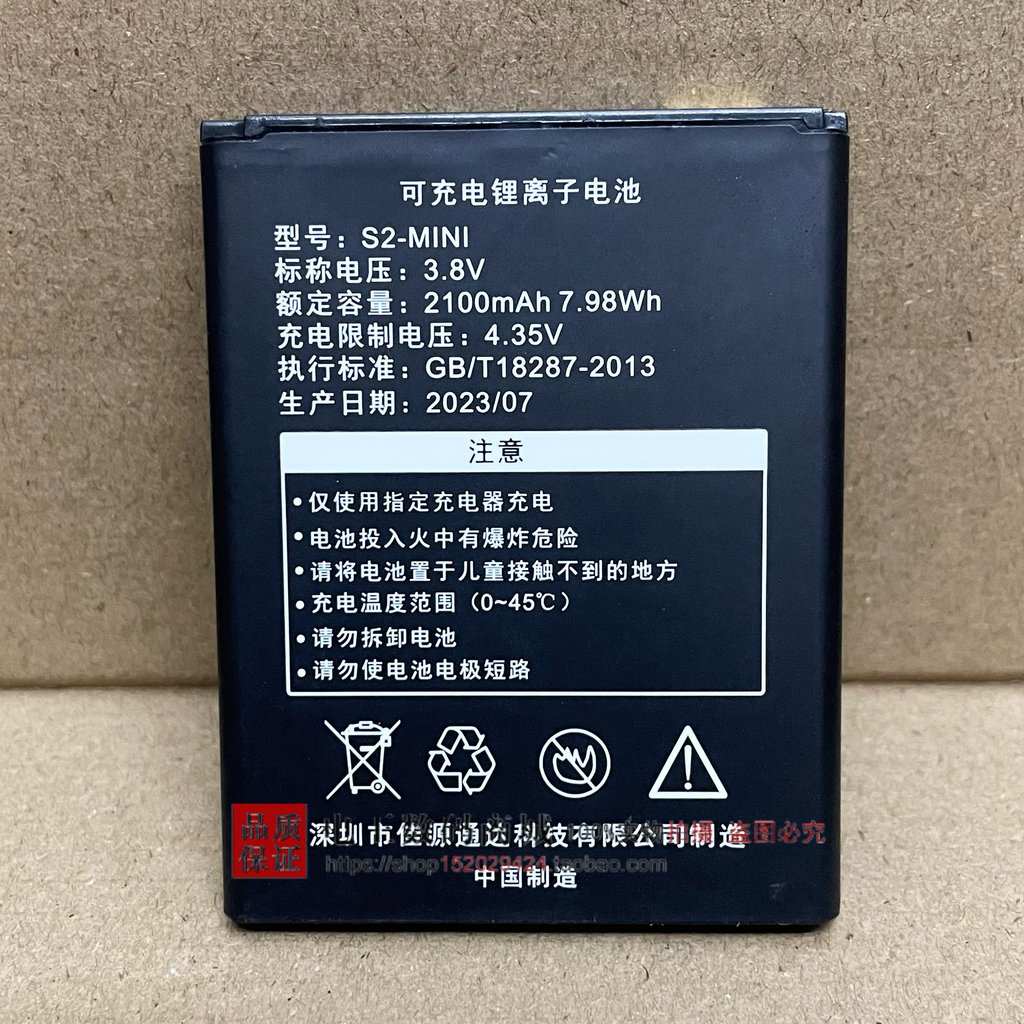 可充电锂离子电池
型号：S2-MINI
标称电压：3.8V
额定容量：2100mAh 7.98Wh
充电限制电压：4.35V
执行标准：GB/T18287-2013
生产日期：2023/07
注意
•仅使用指定充电器充电
•电池投入火中有爆炸危险
•请将电池置于儿童接触不到的地方
•充电温度范围（0~45℃）
•请勿拆卸电池
•请勿使电池电极短路
品质
保证
拍摄 盗图必究
深圳市佳源通达科技有限公司制造
https://shop152029424.taobao.com
中国制造